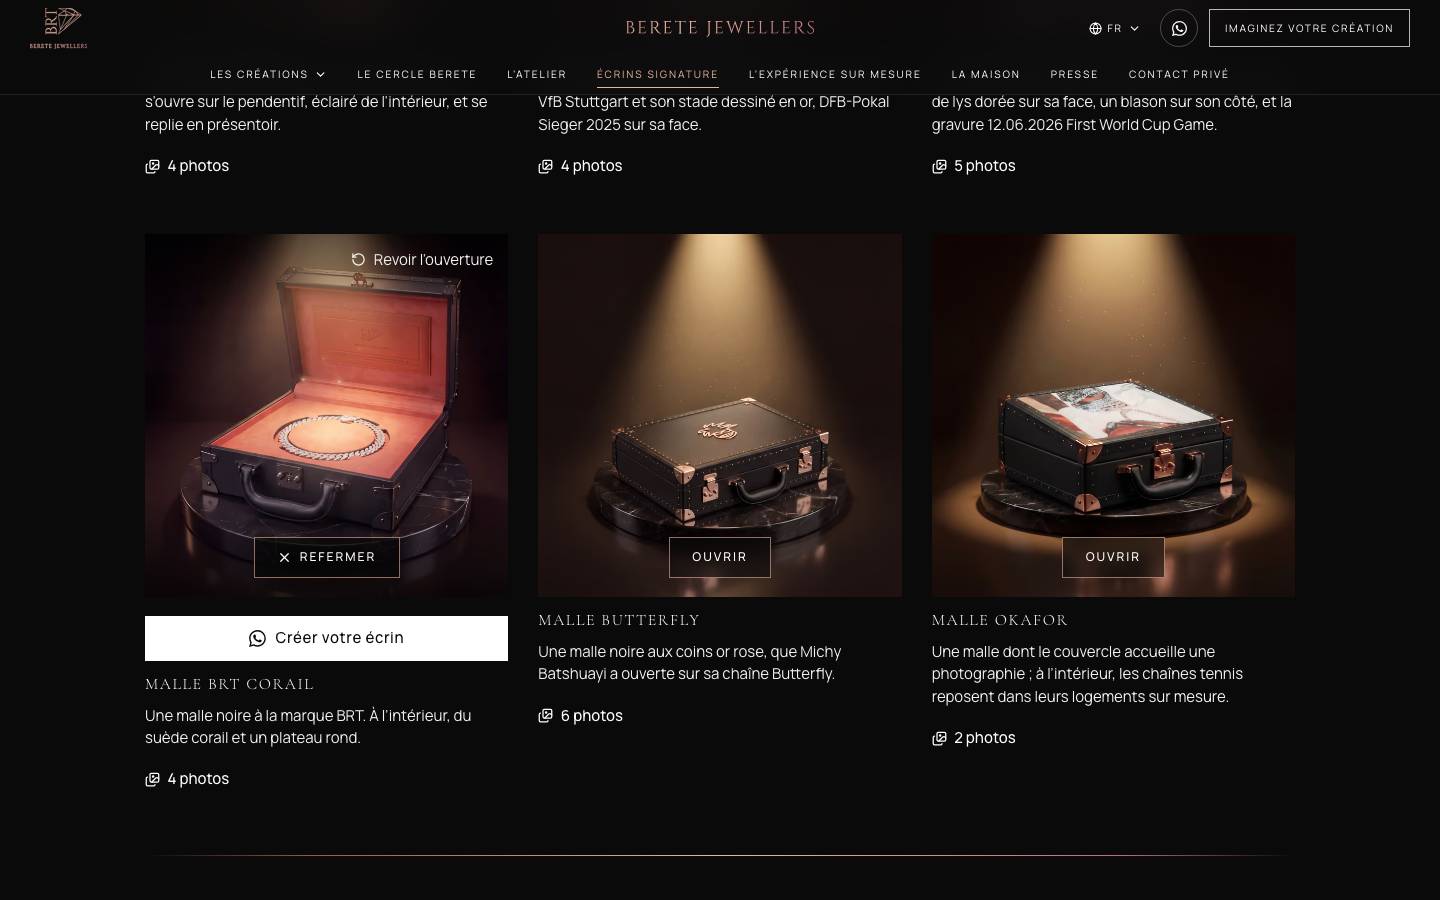 BRT
BERETE JEWELLERS
BERETE JEWELLERS
FR
IMAGINEZ VOTRE CRÉATION
LES CRÉATIONS
LE CERCLE BERETE
L'ATELIER
ÉCRINS SIGNATURE
L'EXPÉRIENCE SUR MESURE
LA MAISON
PRESSE
CONTACT PRIVÉ
s'ouvre sur le pendentif, éclairé de l'intérieur, et se
replie en présentoir.
4 photos
VfB Stuttgart et son stade dessiné en or, DFB-Pokal
Sieger 2025 sur sa face.
4 photos
de lys dorée sur sa face, un blason sur son côté, et la
gravure 12.06.2026 First World Cup Game.
5 photos
Revoir l'ouverture
REFERMER
Créer votre écrin
MALLE BRT CORAIL
Une malle noire à la marque BRT. À l'intérieur, du
suède corail et un plateau rond.
4 photos
OUVRIR
MALLE BUTTERFLY
Une malle noire aux coins or rose, que Michy
Batshuayi a ouverte sur sa chaîne Butterfly.
6 photos
OUVRIR
MALLE OKAFOR
Une malle dont le couvercle accueille une
photographie ; à l'intérieur, les chaînes tennis
reposent dans leurs logements sur mesure.
2 photos